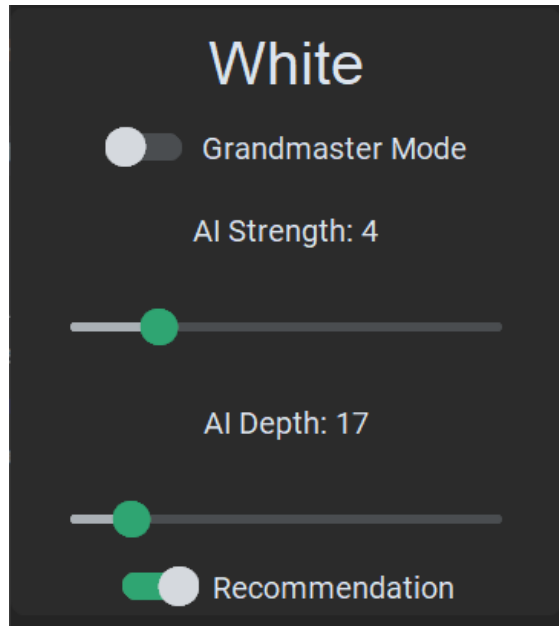 White
Grandmaster Mode
AI Strength: 4
AI Depth: 17
Recommendation